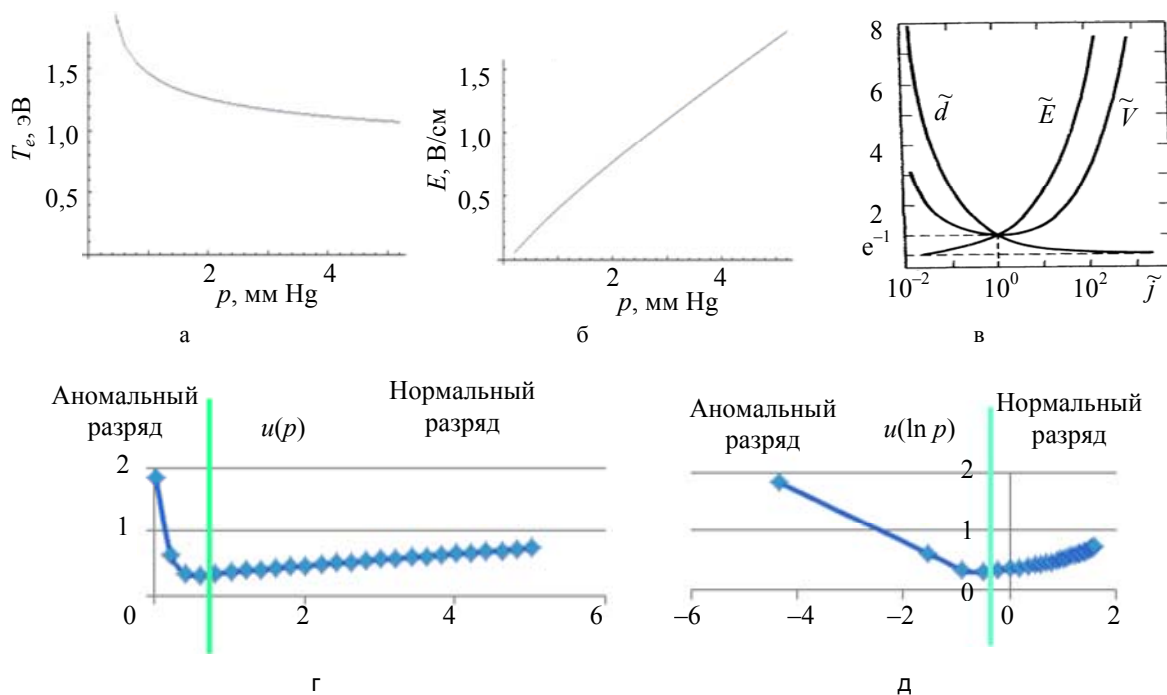 1,5
1,0
0,5
Tₑ, эВ
2
4
p, мм Hg
а
1,5
1,0
0,5
E, В/см
2
4
p, мм Hg
б
8
6
4
2
e⁻¹
d̃
Ẽ
Ṽ
10⁻²
10⁰
10²
j̃
в
Аномальный
разряд
u(p)
Нормальный
разряд
2
1
0
2
4
6
г
Аномальный
разряд
u(ln p)
Нормальный
разряд
2
1
0
−6
−4
−2
0
2
д